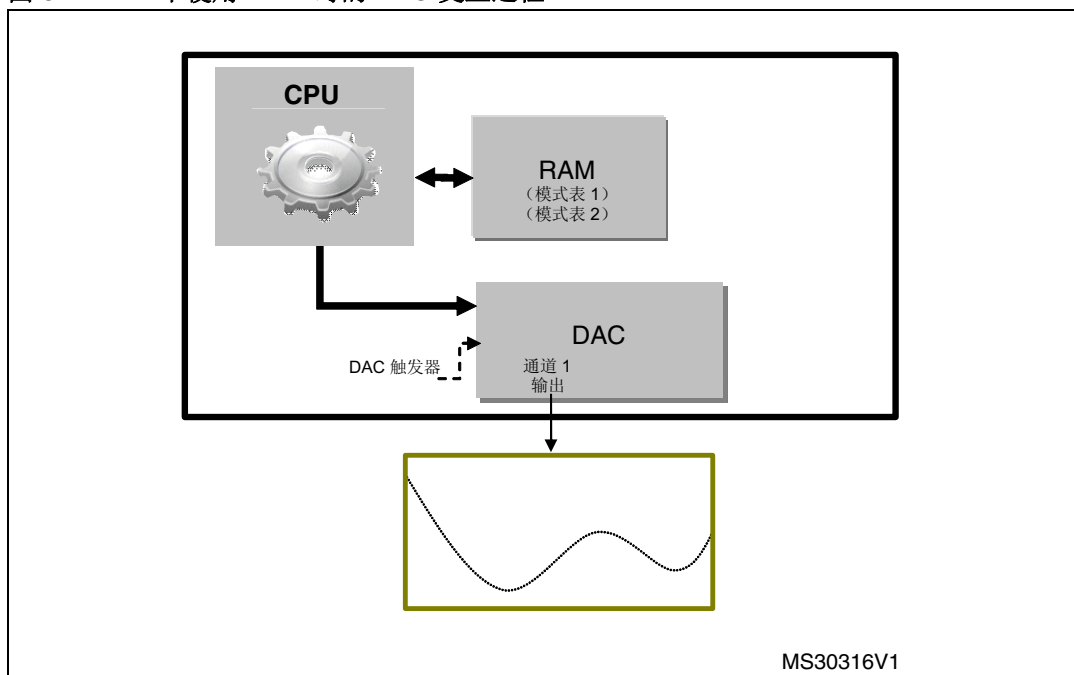 CPU
RAM
（模式表 1）
（模式表 2）
DAC
DAC 触发器
通道 1
输出
MS30316V1